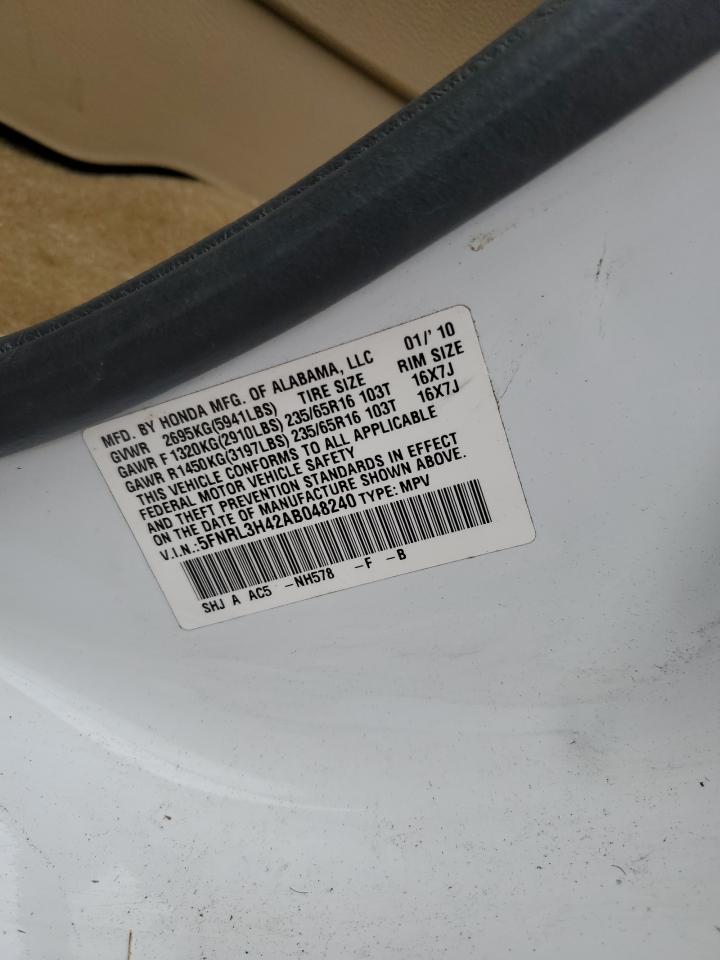 MFD. BY HONDA MFG. OF ALABAMA, LLC 01/'10
GVWR 2695KG(5941LBS) TIRE SIZE RIM SIZE
GAWR F 1320KG(2910LBS) 235/65R16 103T 16X7J
GAWR R 1450KG(3197LBS) 235/65R16 103T 16X7J
THIS VEHICLE CONFORMS TO ALL APPLICABLE
FEDERAL MOTOR VEHICLE SAFETY
AND THEFT PREVENTION STANDARDS IN EFFECT
ON THE DATE OF MANUFACTURE SHOWN ABOVE.
V.I.N.:5FNRL3H42AB048240 TYPE: MPV
SHJ A AC5 -NH578 -F -B